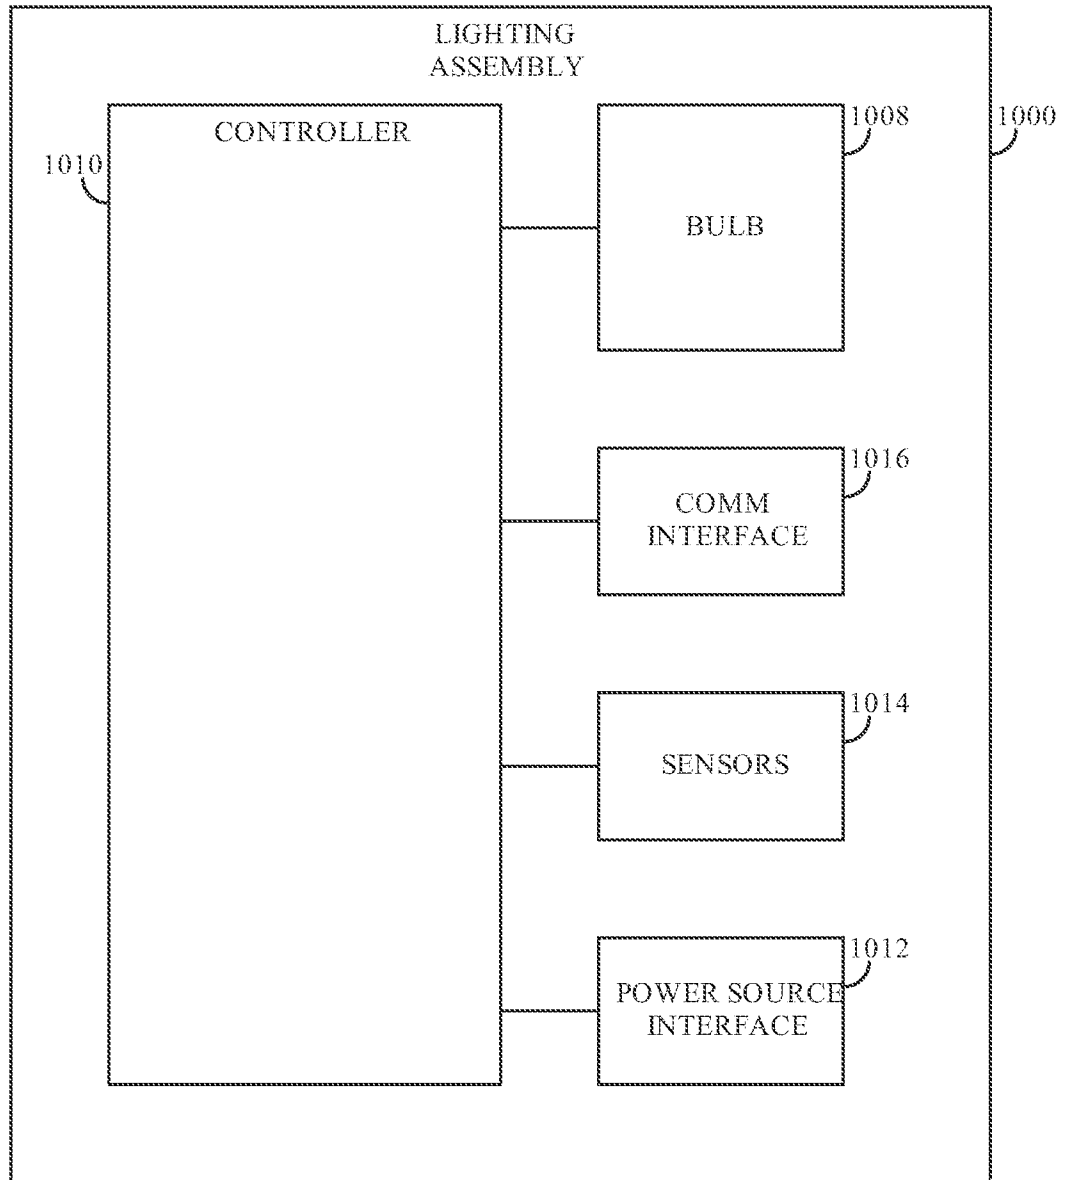 LIGHTING
ASSEMBLY
CONTROLLER
1010
1008
1000
BULB
1016
COMM
INTERFACE
1014
SENSORS
1012
POWER SOURCE
INTERFACE